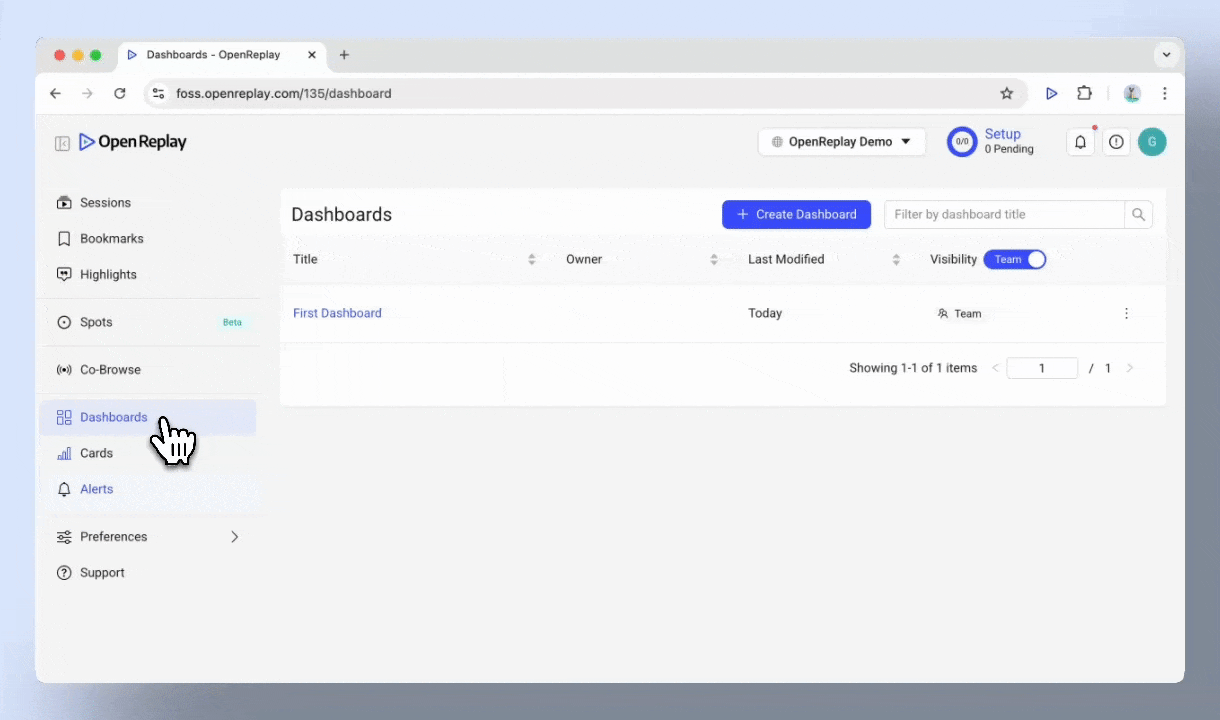 Dashboards - OpenReplay
foss.openreplay.com/135/dashboard
OpenReplay
OpenReplay Demo
0/0
Setup
0 Pending
G
Sessions
Bookmarks
Highlights
Spots Beta
Co-Browse
Dashboards
Cards
Alerts
Preferences
Support
Dashboards
+ Create Dashboard
Filter by dashboard title
Title Owner Last Modified Visibility Team
First Dashboard Today Team
Showing 1-1 of 1 items < 1 / 1 >